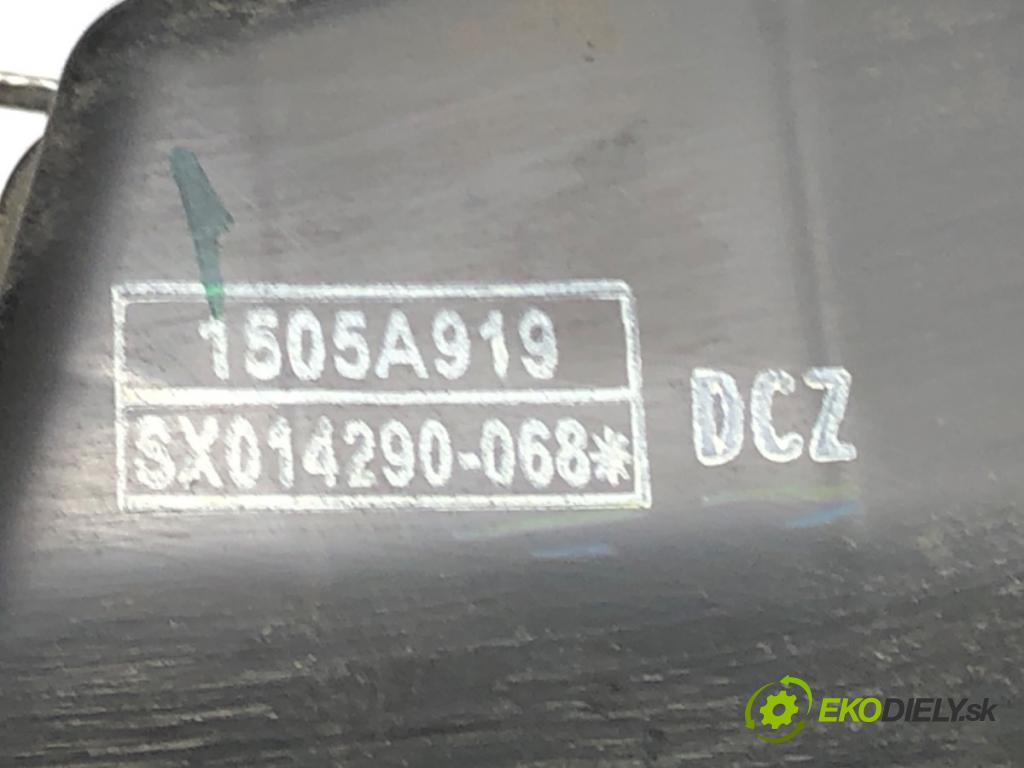 1505A919
SX014290-068*
DCZ
EKODIELY.sk